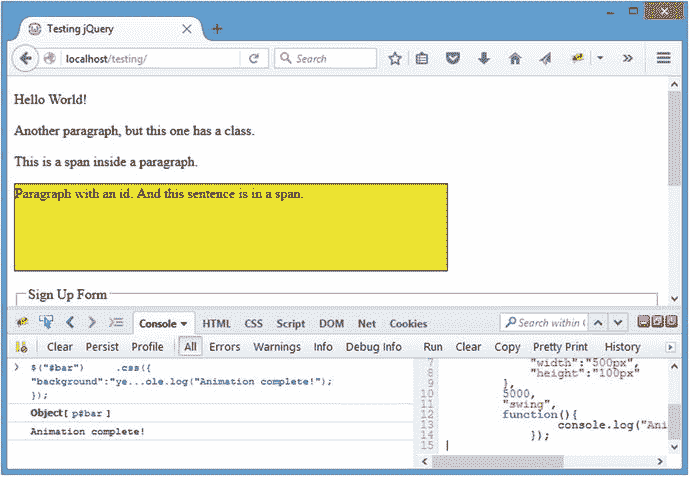 Testing jQuery
localhost/testing/
Search
Hello World!
Another paragraph, but this one has a class.
This is a span inside a paragraph.
Paragraph with an id. And this sentence is in a span.
Sign Up Form
Console HTML CSS Script DOM Net Cookies
Search within
Clear Persist Profile All Errors Warnings Info Debug Info
Run Clear Copy Pretty Print History
$("#bar") .css({
"background":"ye...ole.log("Animation complete!");
});
Object[ p#bar ]
Animation complete!
7 "width":"500px",
8 "height":"100px"
9 },
10 5000,
11 "swing",
12 function(){
13 console.log("Ani
14 });
15